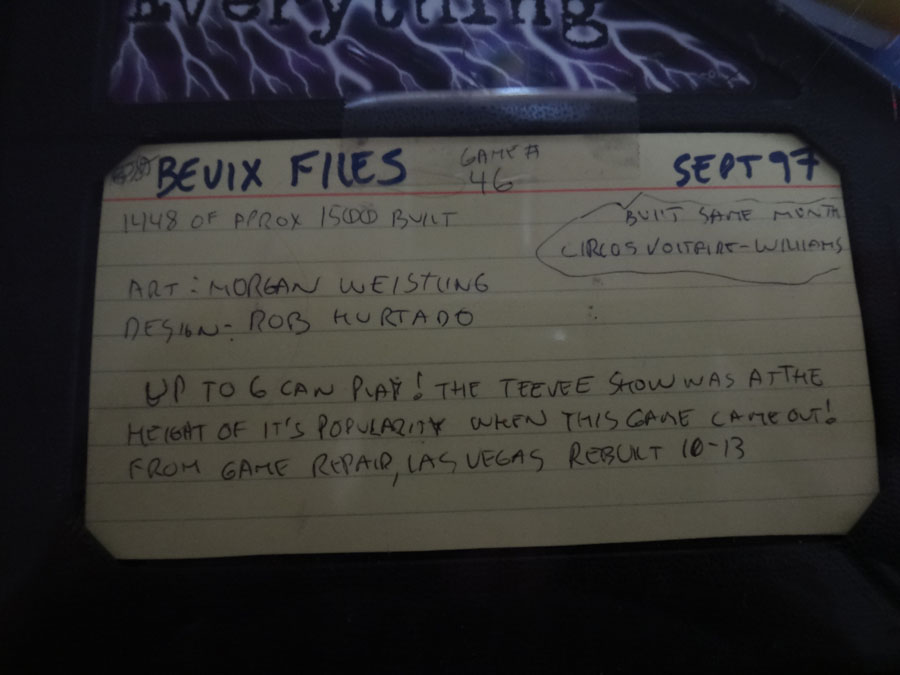 Everything
BEUIX FILES
GAME #
46
SEPT 97
1448 OF APROX 1500 BUILT
BUILT SAME MONTH
CIRCUS VOLTAIRE-WILLIAMS
ART: MORGAN WEISTLING
DESIGN- ROB HURTADO
UP TO 6 CAN PLAY! THE TEEVEE SHOW WAS AT THE
HEIGHT OF IT'S POPULARITY WHEN THIS GAME CAME OUT!
FROM GAME REPAIR, LAS VEGAS REBUILT 10-13